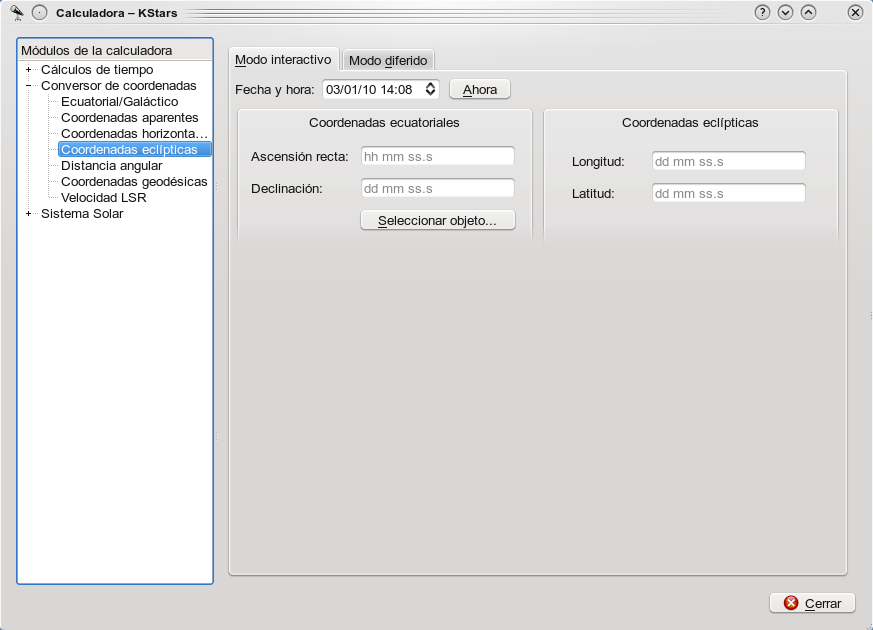 Calculadora – KStars
Módulos de la calculadora
Cálculos de tiempo
Conversor de coordenadas
Ecuatorial/Galáctico
Coordenadas aparentes
Coordenadas horizonta...
Coordenadas eclípticas
Distancia angular
Coordenadas geodésicas
Velocidad LSR
Sistema Solar
Modo interactivo
Modo diferido
Fecha y hora: 03/01/10 14:08 Ahora
Coordenadas ecuatoriales
Ascensión recta: hh mm ss.s
Declinación: dd mm ss.s
Seleccionar objeto...
Coordenadas eclípticas
Longitud: dd mm ss.s
Latitud: dd mm ss.s
Cerrar